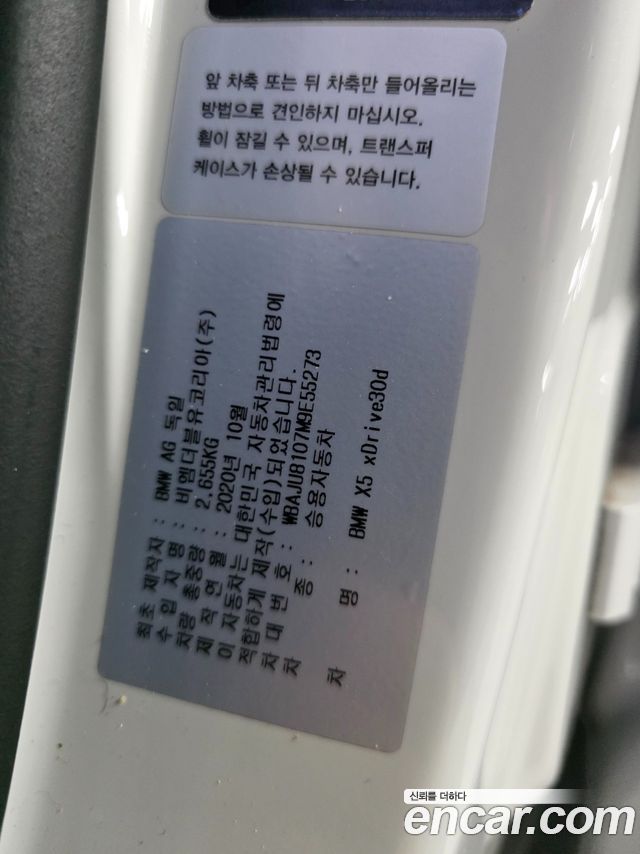 앞 차축 또는 뒤 차축만 들어올리는
방법으로 견인하지 마십시오.
휠이 잠길 수 있으며, 트랜스퍼
케이스가 손상될 수 있습니다.
최초 제작자 : BMW AG 독일
수 입 자 명 : 비엠더블유코리아(주)
차량 총중량 : 2,655KG
제 작 연 월 : 2020년 10월
이 자동차는 대한민국 자동차관리법령에
적합하게 제작(수입)되었습니다.
차 대 번 호 : WBAJU8107M9E55273
차 종 : 승용자동차
차 명 : BMW X5 xDrive30d
신뢰를 더하다
encar.com